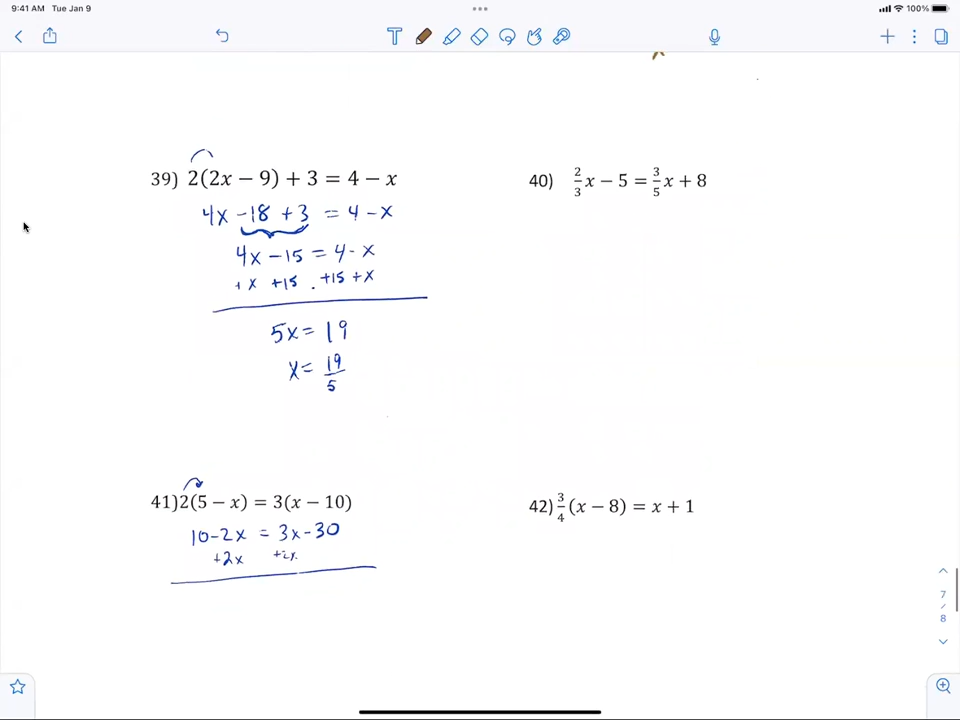 9:41 AM Tue Jan 9
100%
39) 2(2x − 9) + 3 = 4 − x
4x -18 +3 = 4 - x
4x - 15 = 4 - x
+ x +15 . +15 + x
5x = 19
x = 19/5
40) 2/3x − 5 = 3/5x + 8
41)2(5 − x) = 3(x − 10)
10 - 2x = 3x - 30
+2x +2x
42)3/4(x − 8) = x + 1
7
/
8